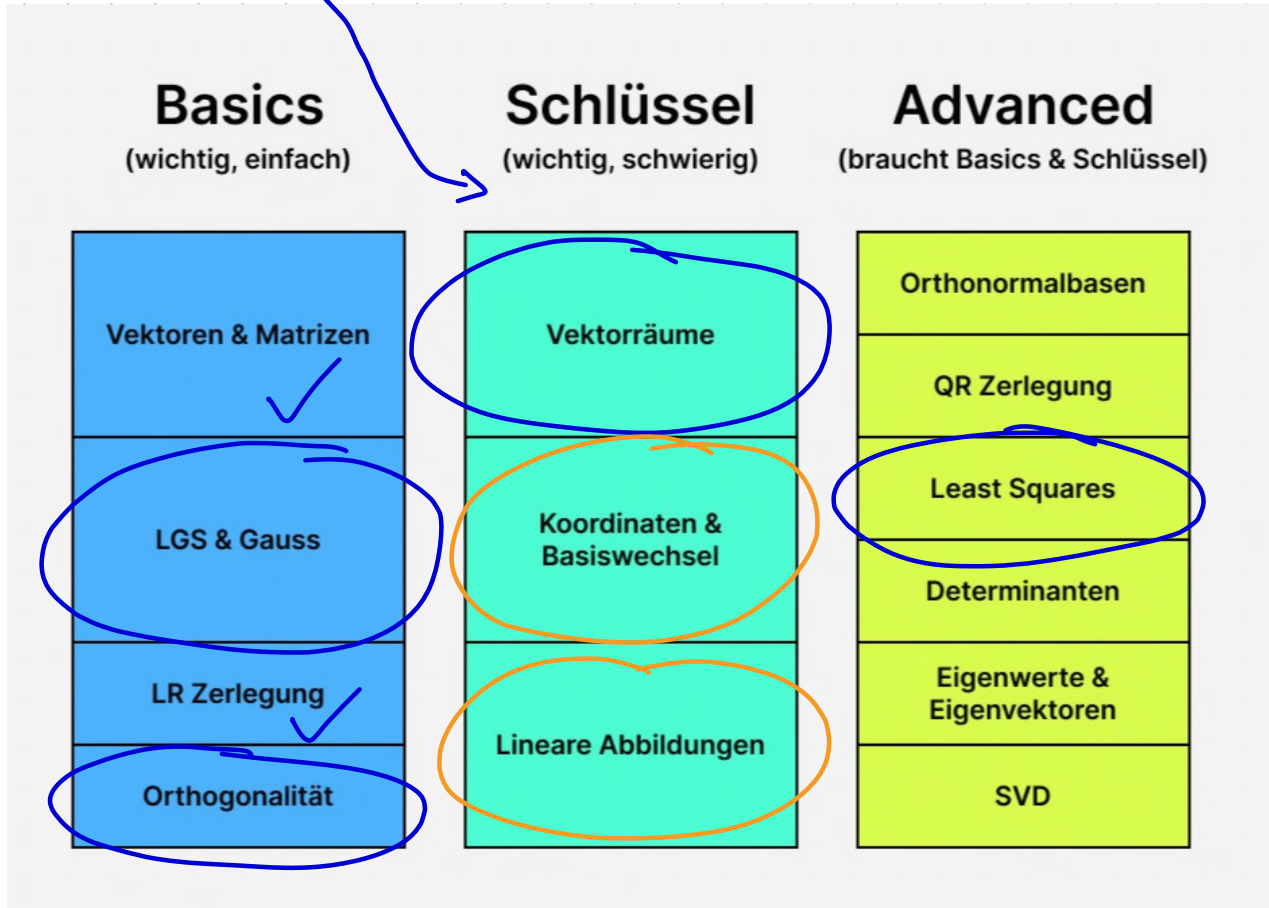 Basics
(wichtig, einfach)
Vektoren & Matrizen
LGS & Gauss
LR Zerlegung
Orthogonalität
Schlüssel
(wichtig, schwierig)
Vektorräume
Koordinaten &
Basiswechsel
Lineare Abbildungen
Advanced
(braucht Basics & Schlüssel)
Orthonormalbasen
QR Zerlegung
Least Squares
Determinanten
Eigenwerte &
Eigenvektoren
SVD